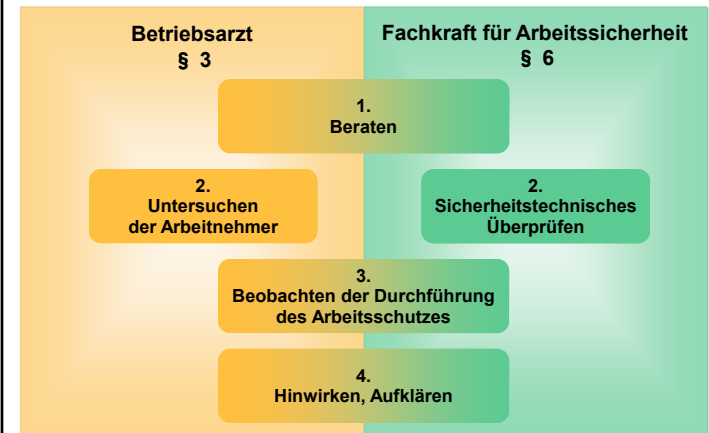 Betriebsarzt
§ 3
Fachkraft für Arbeitssicherheit
§ 6
1.
Beraten
2.
Untersuchen
der Arbeitnehmer
2.
Sicherheitstechnisches
Überprüfen
3.
Beobachten der Durchführung
des Arbeitsschutzes
4.
Hinwirken, Aufklären